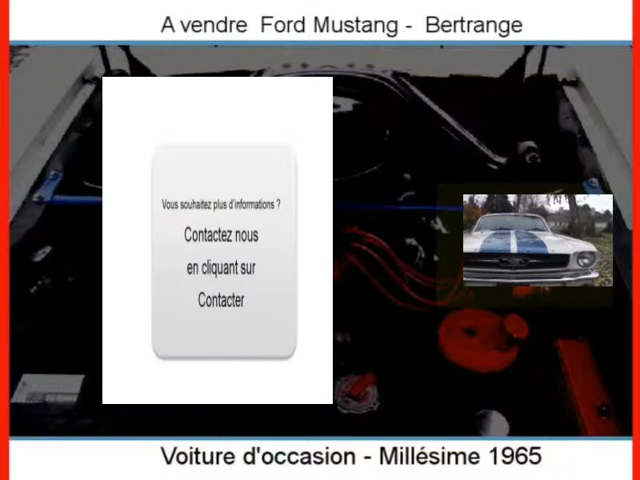 A vendre Ford Mustang - Bertrange
Vous souhaitez plus d'informations ?
Contactez nous
en cliquant sur
Contacter
Voiture d'occasion - Millésime 1965